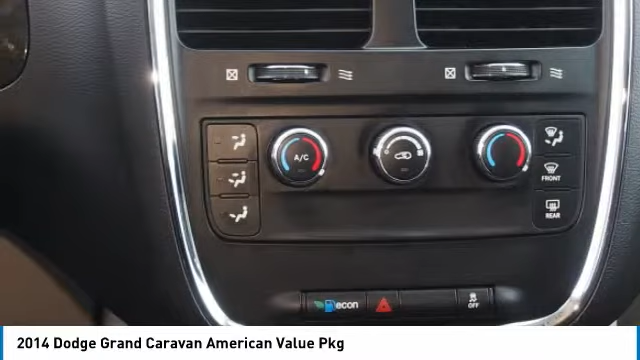 A/C
FRONT
REAR
econ
OFF
2014 Dodge Grand Caravan American Value Pkg